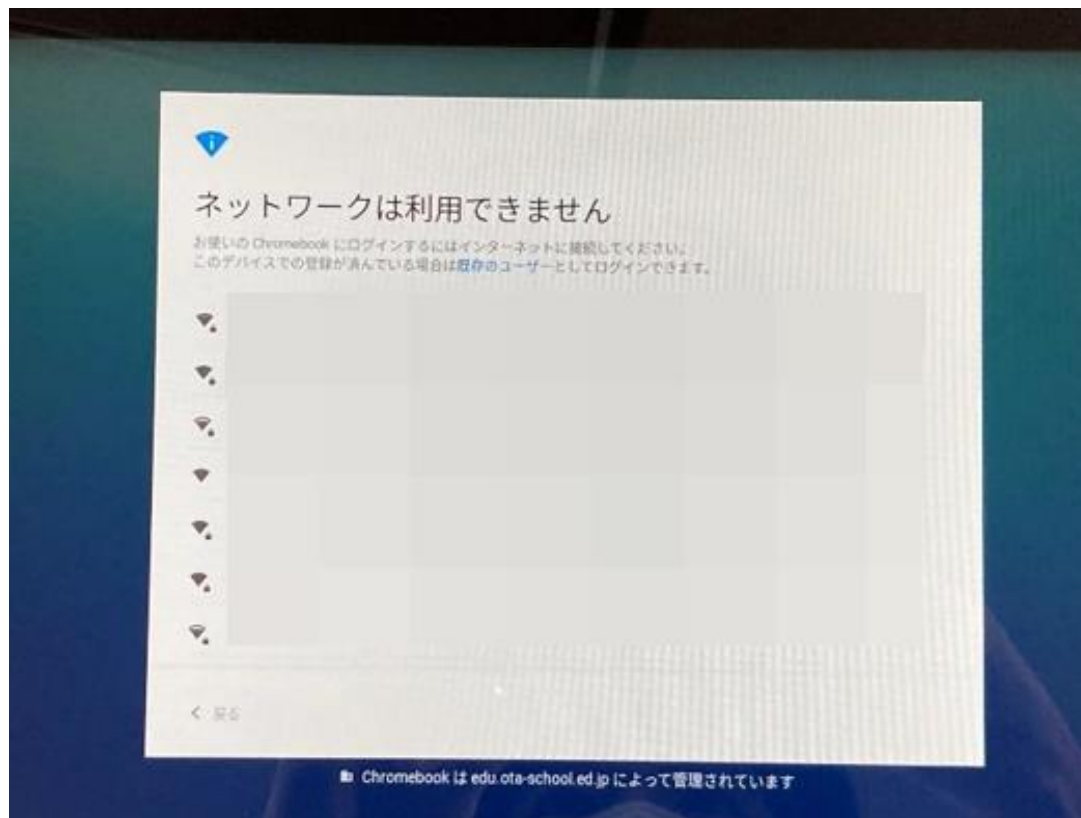 ネットワークは利用できません
お使いの Chromebook にログインするにはインターネットに接続してください。
このデバイスでの登録が済んでいる場合は既存のユーザーとしてログインできます。
戻る
Chromebook は edu.ota-school.ed.jp によって管理されています